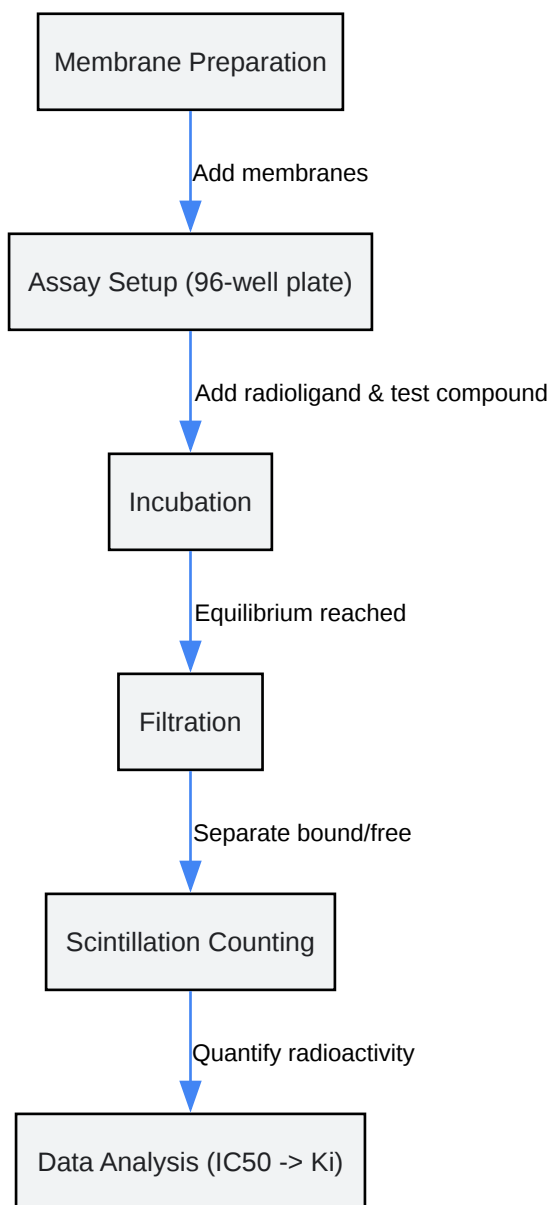 Membrane Preparation
Add membranes
Assay Setup (96-well plate)
Add radioligand & test compound
Incubation
Equilibrium reached
Filtration
Separate bound/free
Scintillation Counting
Quantify radioactivity
Data Analysis (IC50 -> Ki)